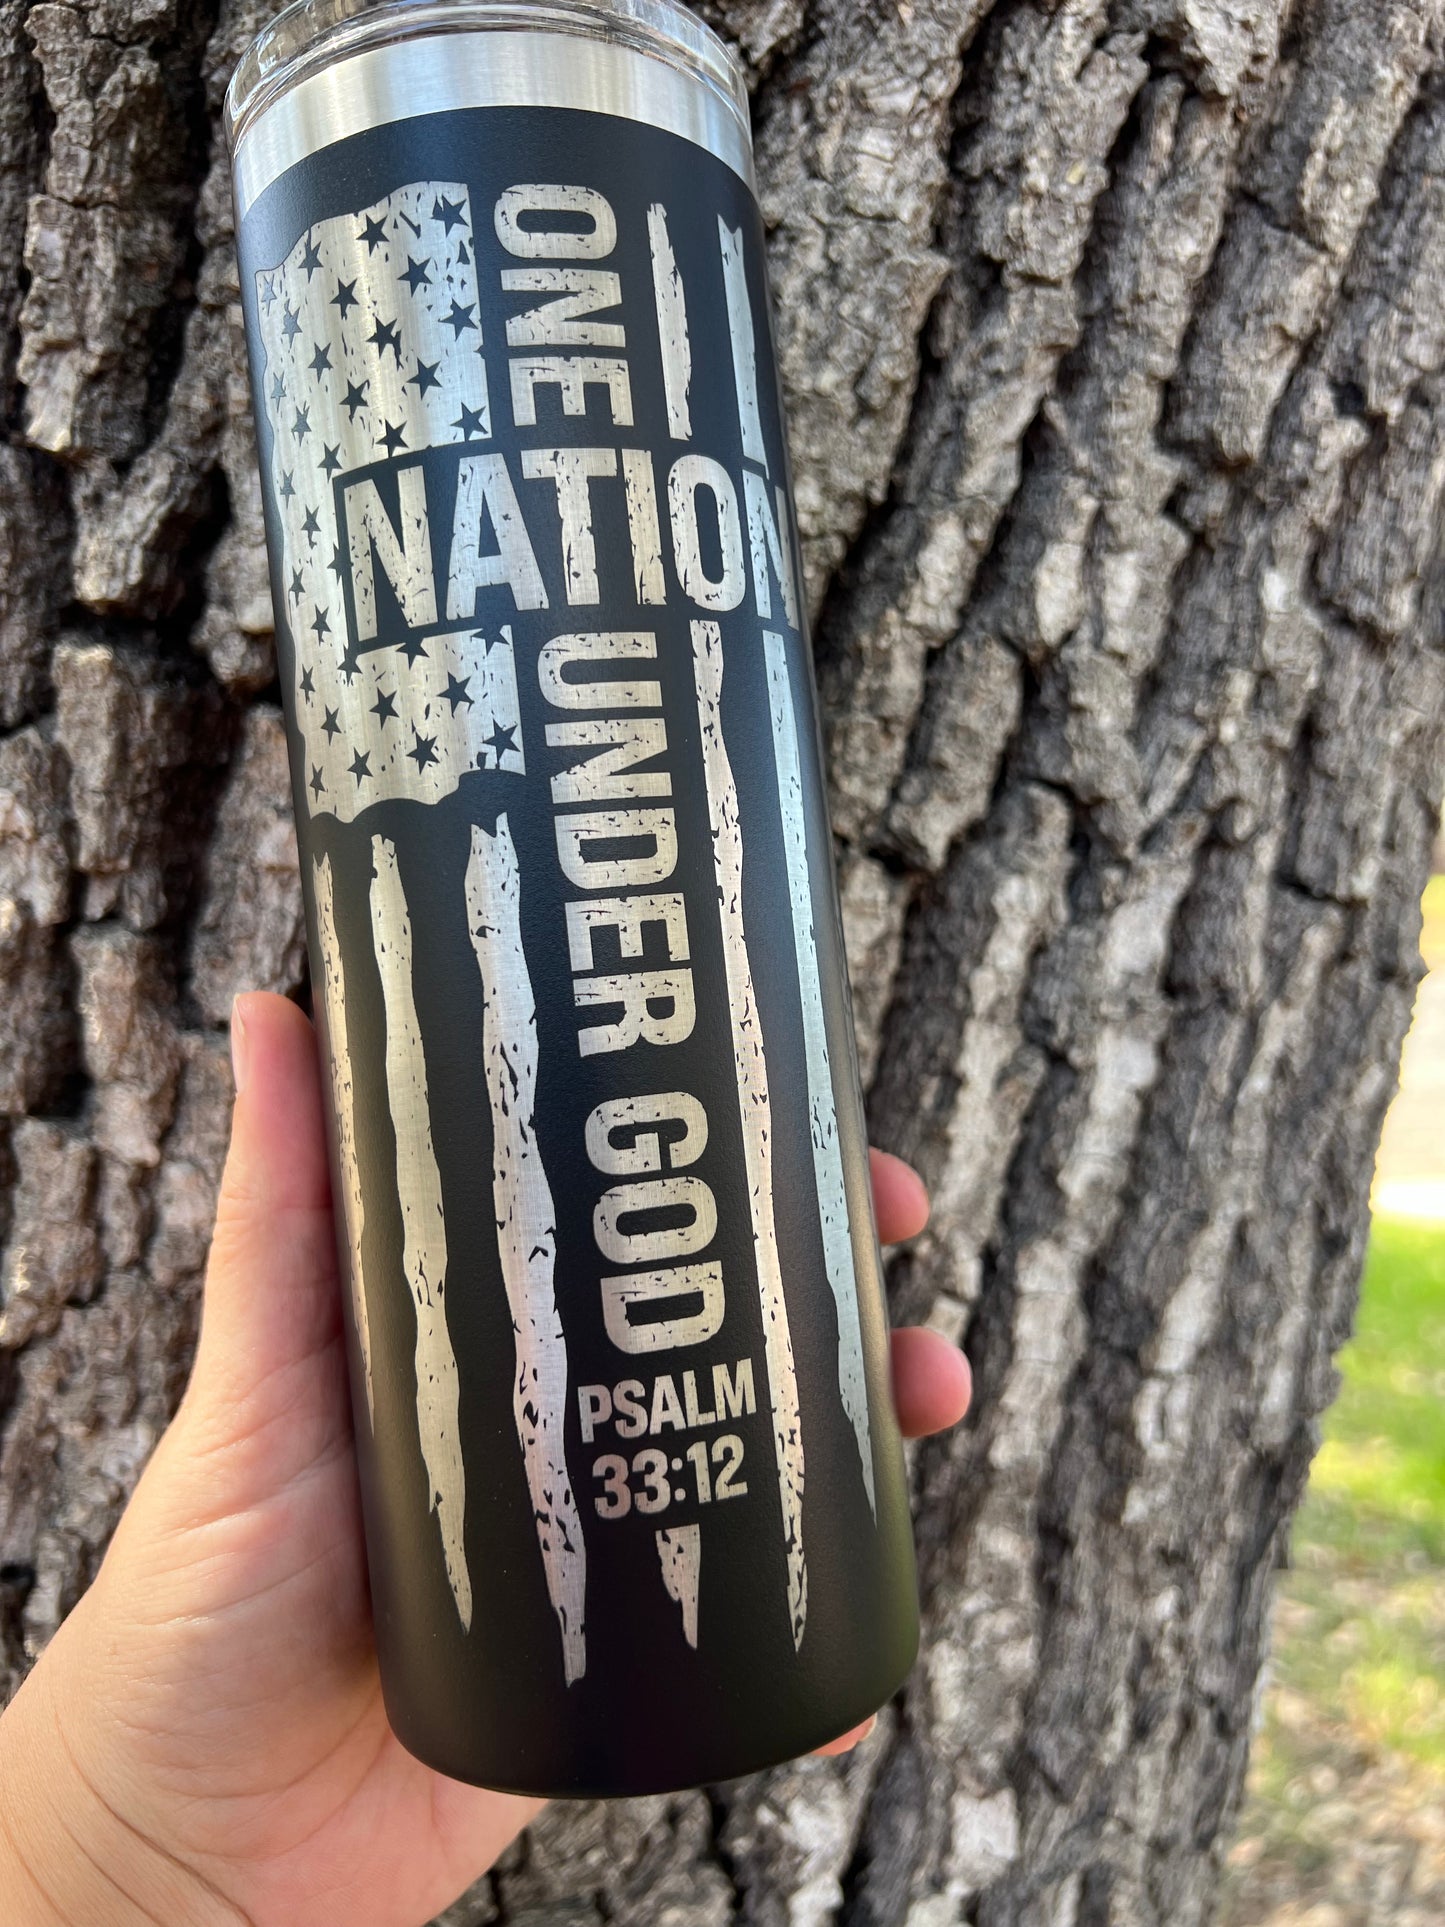 ONE
NATION
UNDER GOD
PSALM
33:12